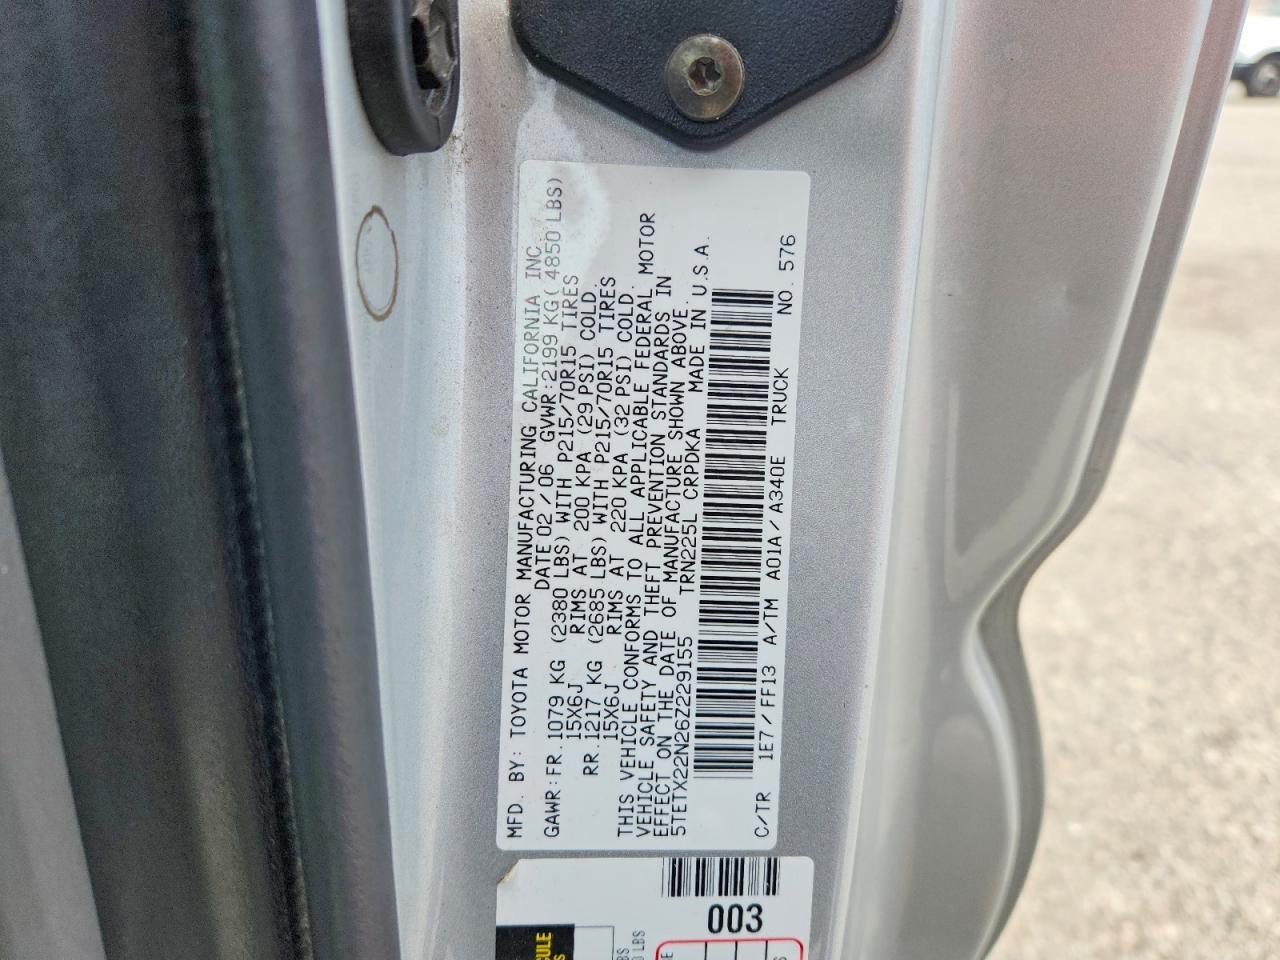 MFD. BY: TOYOTA MOTOR MANUFACTURING CALIFORNIA INC.
DATE 02/06 GVWR:2199 KG( 4850 LBS)
GAWR:FR.1079 KG (2380 LBS) WITH P215/70R15 TIRES
15X6J RIMS AT 200 KPA (29 PSI) COLD.
RR.1217 KG (2685 LBS) WITH P215/70R15 TIRES
15X6J RIMS AT 220 KPA (32 PSI) COLD.
THIS VEHICLE CONFORMS TO ALL APPLICABLE FEDERAL MOTOR
VEHICLE SAFETY AND THEFT PREVENTION STANDARDS IN
EFFECT ON THE DATE OF MANUFACTURE SHOWN ABOVE.
5TETX22N26Z229155 TRN225L CRPDKA MADE IN U.S.A.
C/TR 1E7/FF13 A/TM A01A/A340E TRUCK NO. 576
003
LBS